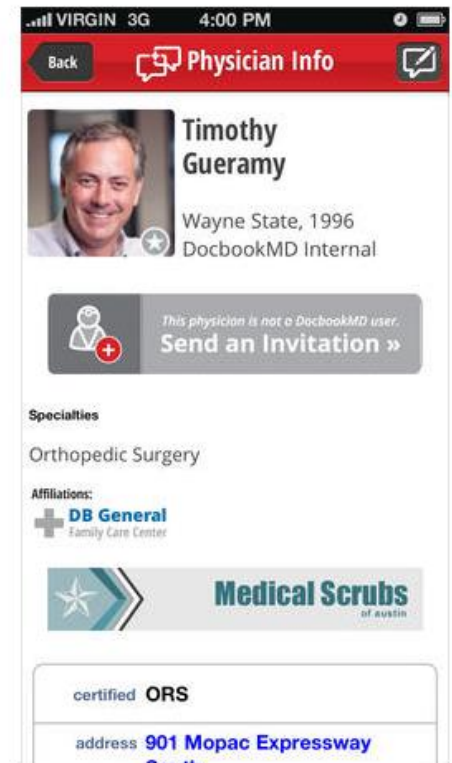 VIRGIN 3G 4:00 PM
Back Physician Info
Timothy
Gueramy
Wayne State, 1996
DocbookMD Internal
This physician is not a DocbookMD user.
Send an Invitation »
Specialties
Orthopedic Surgery
Affiliations:
DB General
Family Care Center
Medical Scrubs
of austin
certified ORS
address 901 Mopac Expressway